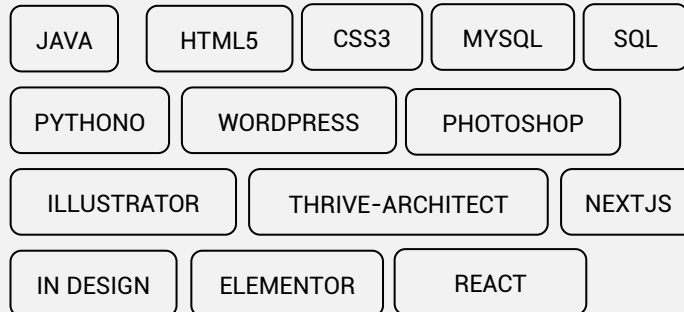 JAVA HTML5 CSS3 MYSQL SQL
PYTHONO WORDPRESS PHOTOSHOP
ILLUSTRATOR THRIVE-ARCHITECT NEXTJS
IN DESIGN ELEMENTOR REACT